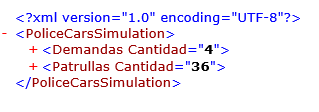 <?xml version="1.0" encoding="UTF-8"?>
- <PoliceCarsSimulation>
+ <Demandas Cantidad="4">
+ <Patrullas Cantidad="36">
</PoliceCarsSimulation>